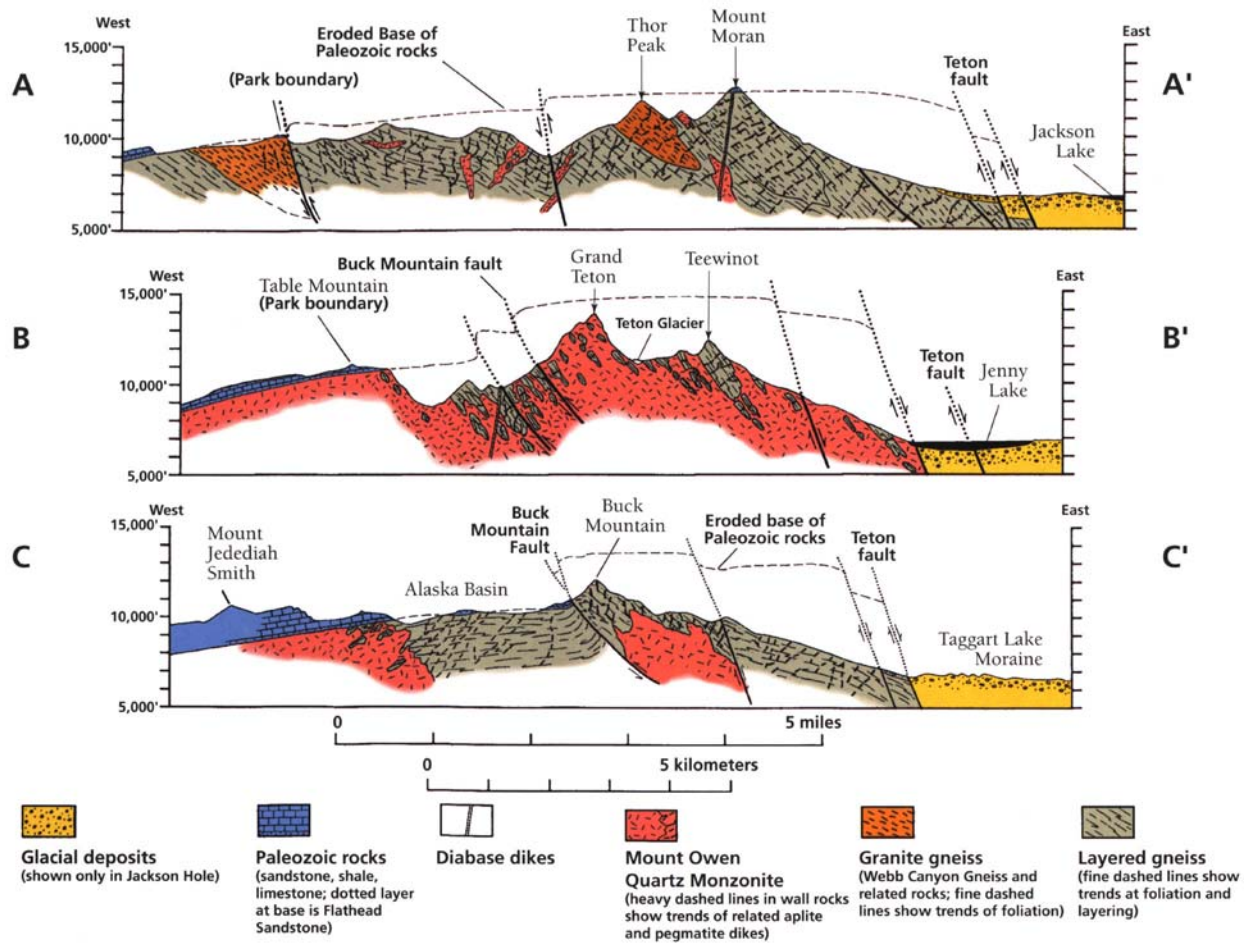 West
15,000'
10,000'
5,000'
A
(Park boundary)
Eroded Base of
Paleozoic rocks
Thor
Peak
Mount
Moran
Teton
fault
East
A'
Jackson
Lake
West
15,000'
10,000'
5,000'
B
Table Mountain
(Park boundary)
Buck Mountain fault
Grand
Teton
Teton Glacier
Teewinot
Teton
fault
Jenny
Lake
East
B'
West
15,000'
10,000'
5,000'
C
Mount
Jedediah
Smith
Alaska Basin
Buck
Mountain
Fault
Buck
Mountain
Eroded base of
Paleozoic rocks
Teton
fault
Taggart Lake
Moraine
East
C'
0 5 miles
0 5 kilometers
Glacial deposits
(shown only in Jackson Hole)
Paleozoic rocks
(sandstone, shale,
limestone; dotted layer
at base is Flathead
Sandstone)
Diabase dikes
Mount Owen
Quartz Monzonite
(heavy dashed lines in wall rocks
show trends of related aplite
and pegmatite dikes)
Granite gneiss
(Webb Canyon Gneiss and
related rocks; fine dashed
lines show trends of foliation)
Layered gneiss
(fine dashed lines show
trends at foliation and
layering)